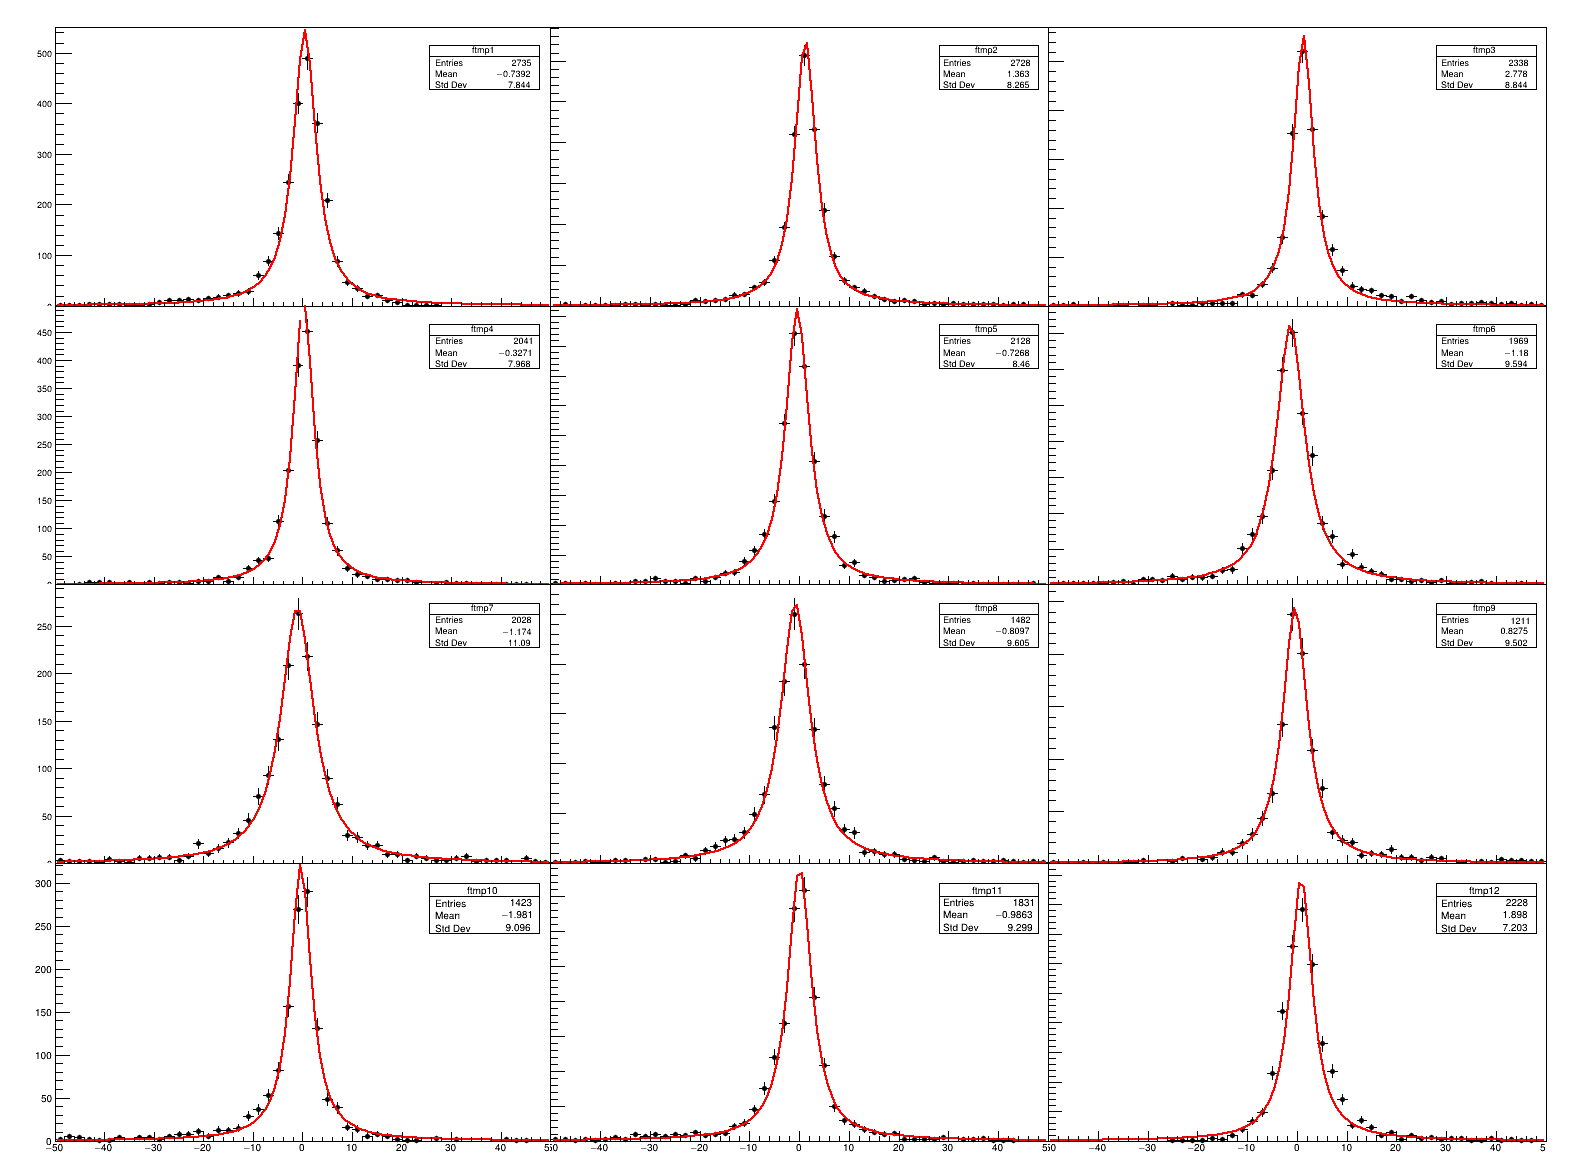 ftmp1
Entries 2735
Mean −0.7392
Std Dev 7.844
ftmp2
Entries 2728
Mean 1.363
Std Dev 8.265
ftmp3
Entries 2338
Mean 2.778
Std Dev 8.844
500
400
300
200
100
ftmp4
Entries 2041
Mean −0.3271
Std Dev 7.968
ftmp5
Entries 2128
Mean −0.7268
Std Dev 8.46
ftmp6
Entries 1969
Mean −1.18
Std Dev 9.594
450
400
350
300
250
200
150
100
50
ftmp7
Entries 2028
Mean −1.174
Std Dev 11.09
ftmp8
Entries 1482
Mean −0.8097
Std Dev 9.605
ftmp9
Entries 1211
Mean 0.8275
Std Dev 9.502
250
200
150
100
50
ftmp10
Entries 1423
Mean −1.981
Std Dev 9.096
ftmp11
Entries 1831
Mean −0.9863
Std Dev 9.299
ftmp12
Entries 2228
Mean 1.898
Std Dev 7.203
300
250
200
150
100
50
0
−50 −40 −30 −20 −10 0 10 20 30 40 −40 −30 −20 −10 0 10 20 30 40 −40 −30 −20 −10 0 10 20 30 40 5